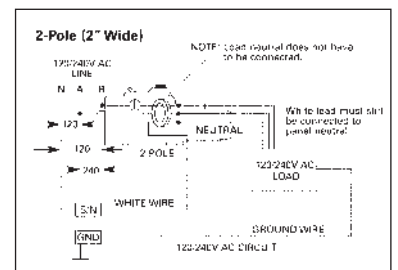 2-Pole (2" Wide)
NOTE: Load neutral does not have
to be connected.
120/240V AC
LINE
N A B
White lead must still
be connected to
panel neutral
120
NEUTRAL
120
2 POLE
240
120/240V AC
LOAD
WHITE WIRE
S/N
GROUND WIRE
GND
120/240V AC CIRCUIT